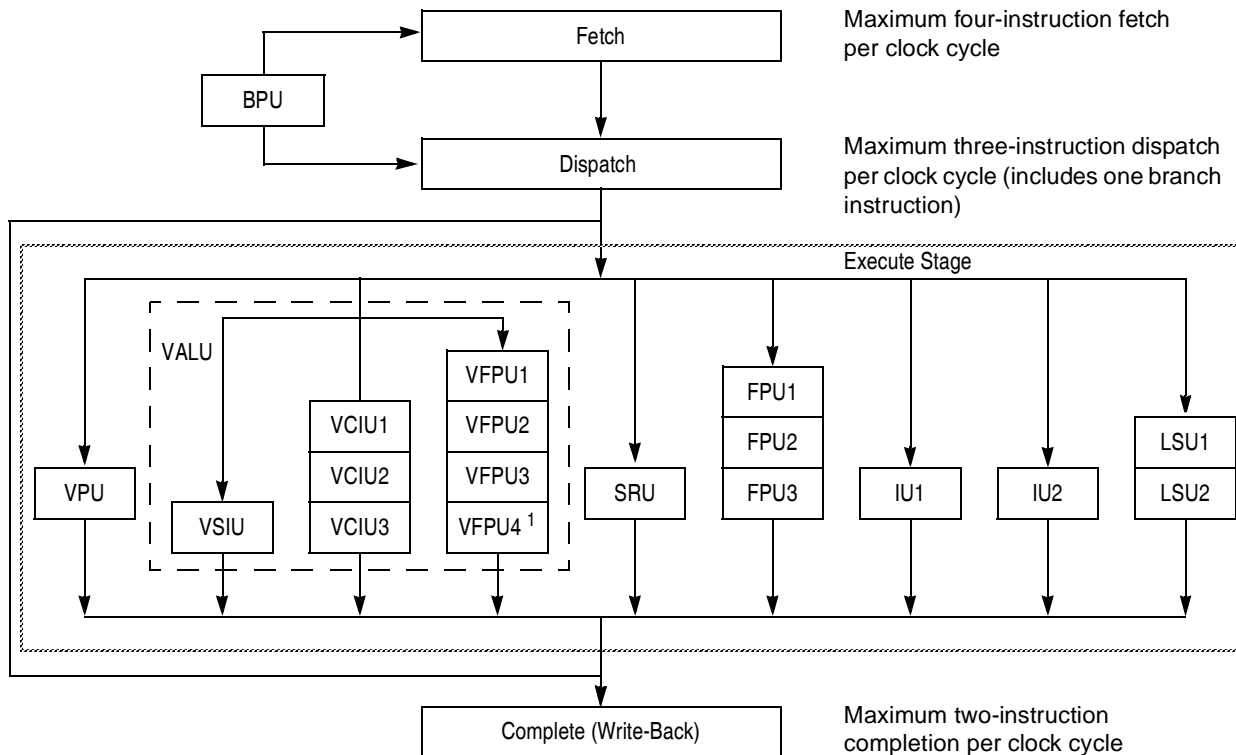 Fetch
Maximum four-instruction fetch
per clock cycle
BPU
Dispatch
Maximum three-instruction dispatch
per clock cycle (includes one branch
instruction)
Execute Stage
VALU
VPU
VSIU
VCIU1
VCIU2
VCIU3
VFPU1
VFPU2
VFPU3
VFPU4 1
SRU
FPU1
FPU2
FPU3
IU1
IU2
LSU1
LSU2
Complete (Write-Back)
Maximum two-instruction
completion per clock cycle